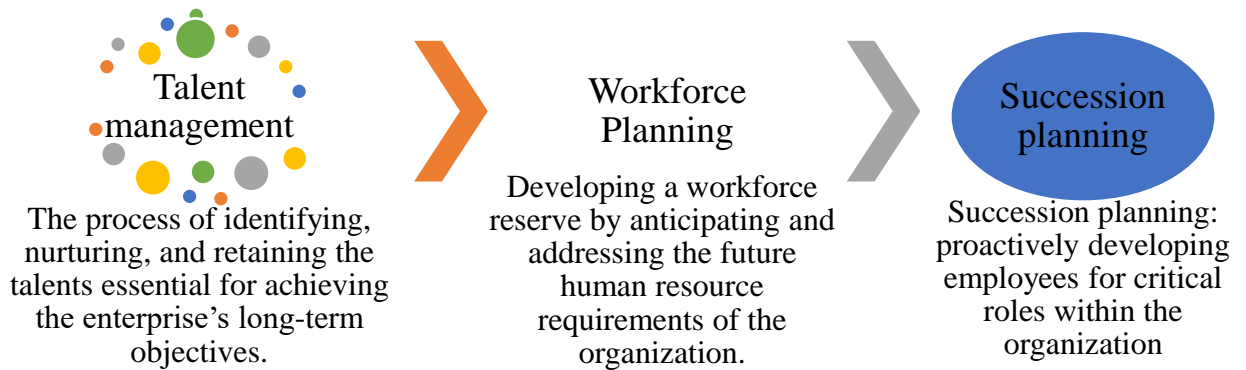 Talent
management
The process of identifying,
nurturing, and retaining the
talents essential for achieving
the enterprise’s long-term
objectives.
Workforce
Planning
Developing a workforce
reserve by anticipating and
addressing the future
human resource
requirements of the
organization.
Succession
planning
Succession planning:
proactively developing
employees for critical
roles within the
organization